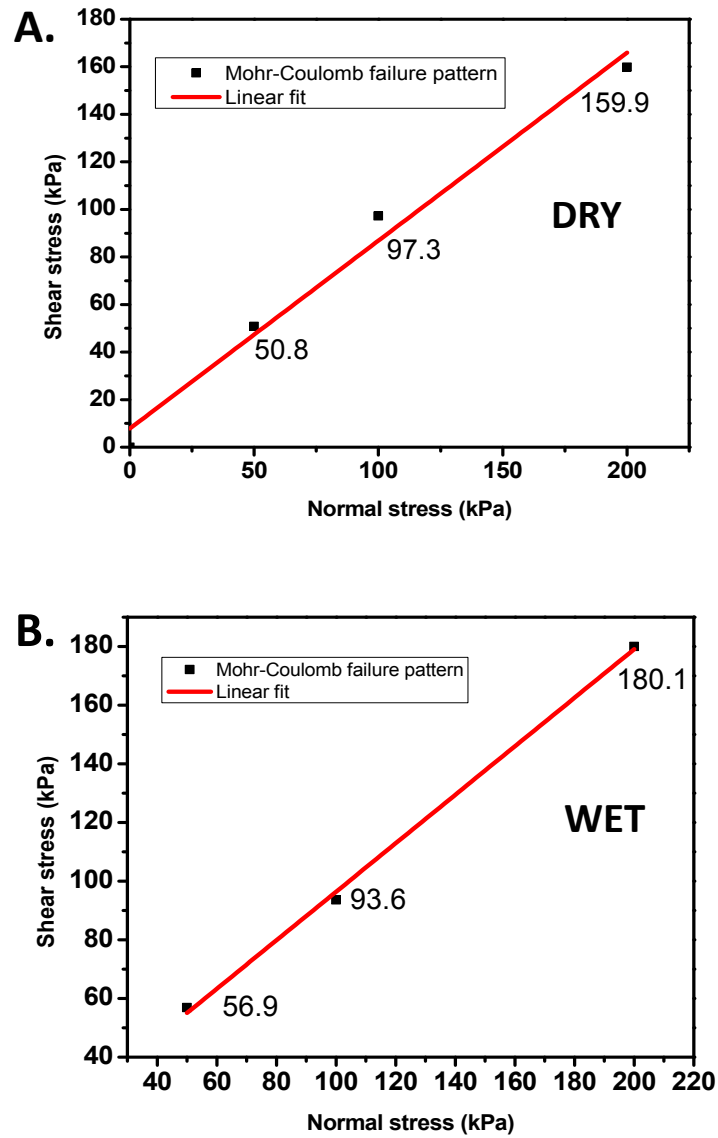 A.
180
160
140
120
100
80
60
40
20
0
Shear stress (kPa)
Mohr-Coulomb failure pattern
Linear fit
159.9
DRY
97.3
50.8
0 50 100 150 200
Normal stress (kPa)
B.
180
160
140
120
100
80
60
40
Shear stress (kPa)
Mohr-Coulomb failure pattern
Linear fit
180.1
WET
93.6
56.9
40 60 80 100 120 140 160 180 200 220
Normal stress (kPa)